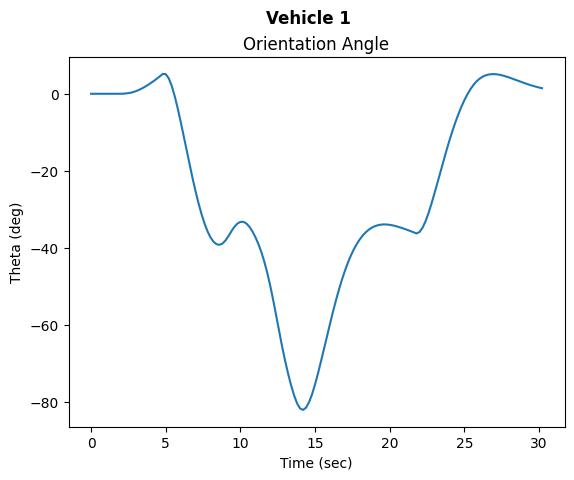 Vehicle 1
Orientation Angle
Theta (deg)
0
−20
−40
−60
−80
0 5 10 15 20 25 30
Time (sec)